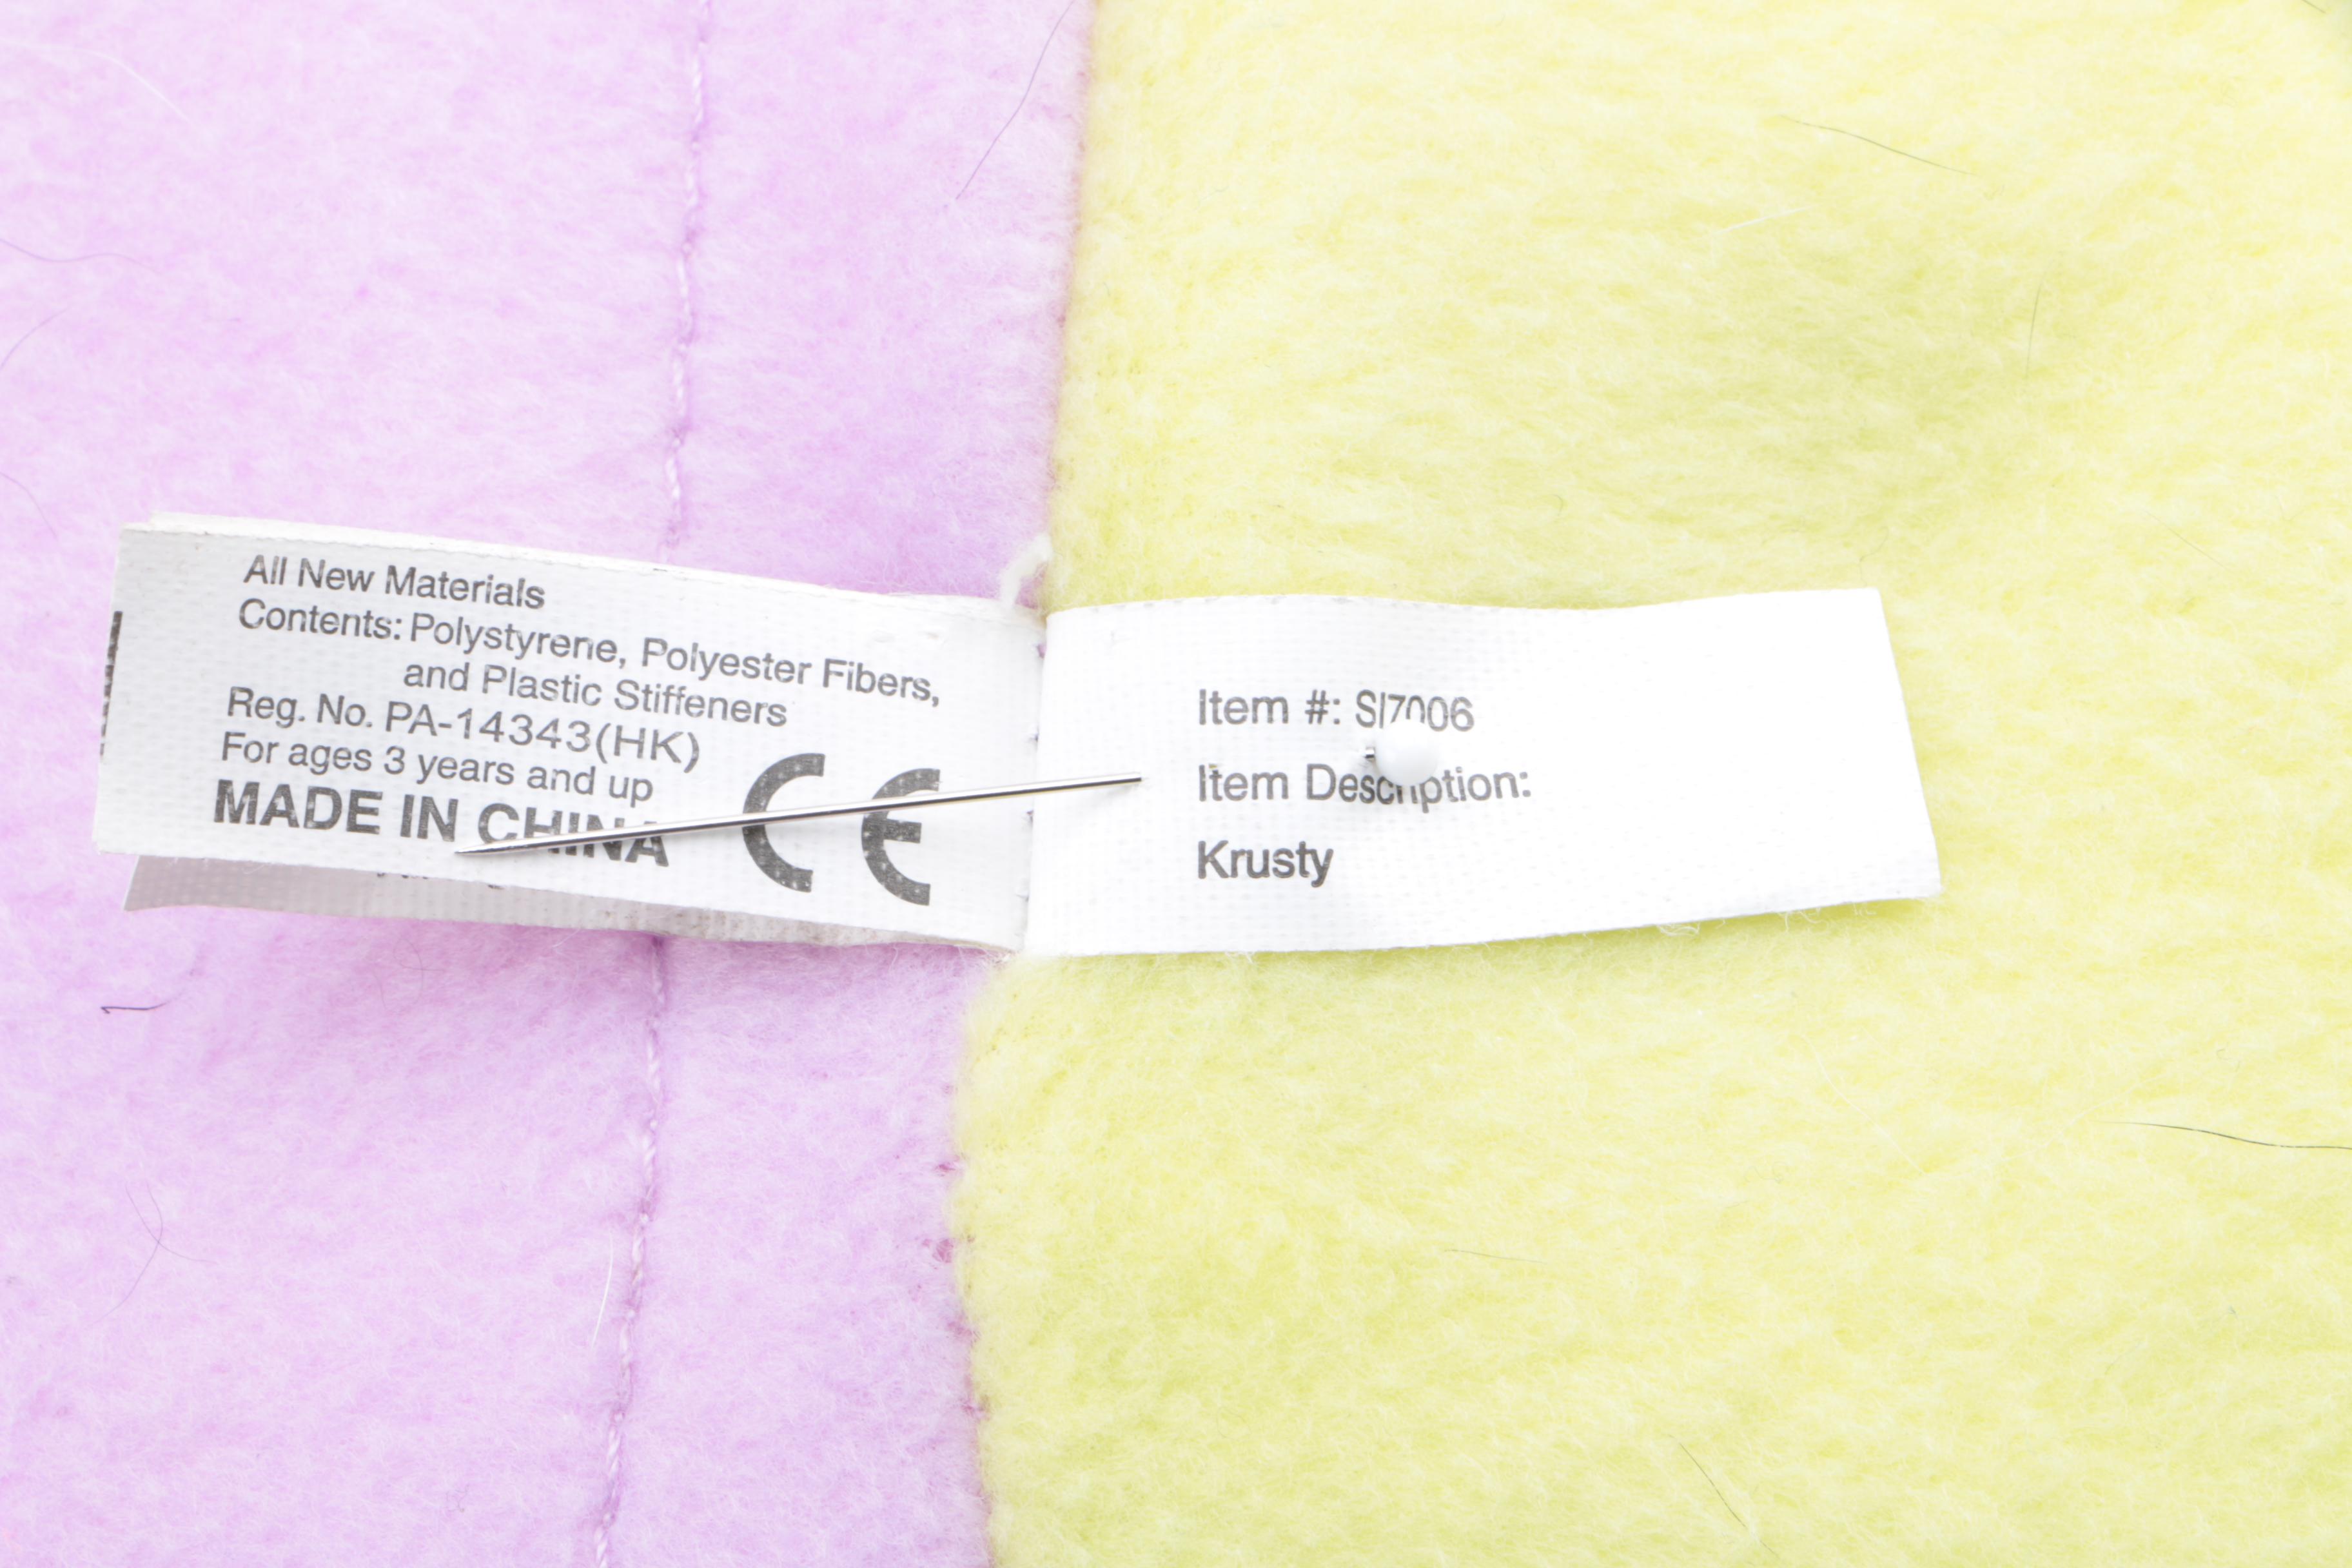 All New Materials
Contents: Polystyrene, Polyester Fibers,
and Plastic Stiffeners
Reg. No. PA-14343(HK)
For ages 3 years and up
MADE IN CHINA
CE
Item #: SI7006
Item Description:
Krusty